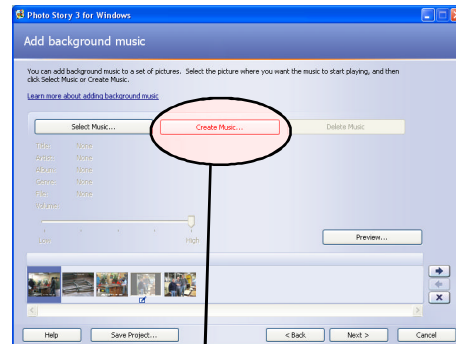 Photo Story 3 for Windows
Add background music
You can add background music to a set of pictures. Select the picture where you want the music to start playing, and then
click Select Music or Create Music.
Learn more about adding background music
Select Music... Create Music... Delete Music
Title: None
Artist: None
Album: None
Genre: None
File: None
Volume:
Low High
Preview...
Help Save Project... < Back Next > Cancel